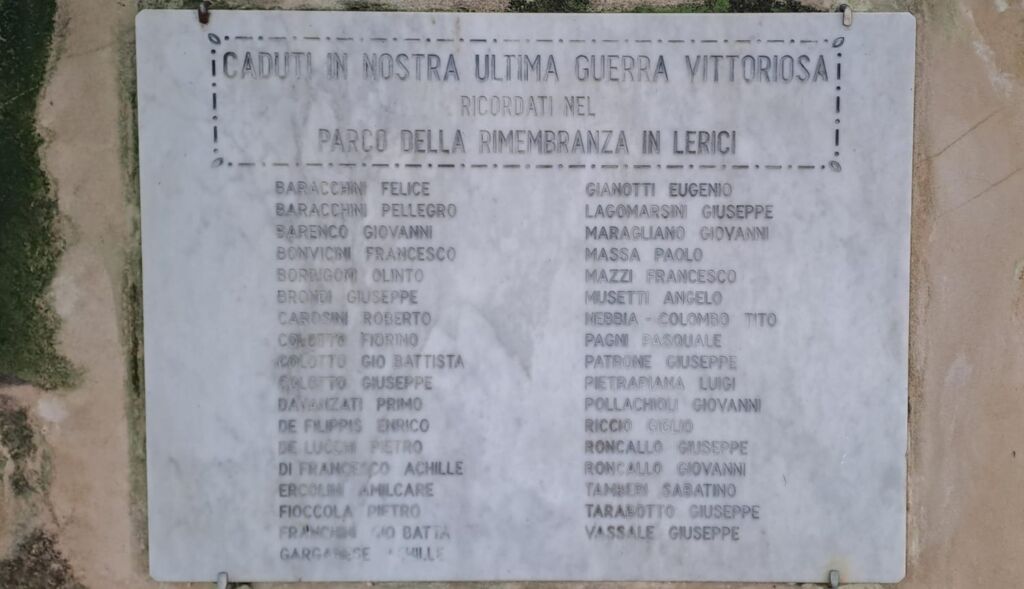 CADUTI IN NOSTRA ULTIMA GUERRA VITTORIOSA
RICORDATI NEL
PARCO DELLA RIMEMBRANZA IN LERICI
BARACCHINI FELICE
BARACCHINI PELLEGRO
BARENCO GIOVANNI
BONVICINI FRANCESCO
BORDIGONI OLINTO
BRONDI GIUSEPPE
CAROSINI ROBERTO
COLOTTO FIORINO
COLOTTO GIO BATTISTA
COLOTTO GIUSEPPE
DAVANZATI PRIMO
DE FILIPPIS ENRICO
DE LUCCHI PIETRO
DI FRANCESCO ACHILLE
ERCOLINI AMILCARE
FIOCCOLA PIETRO
FRANCHINI GIO BATTA
GARGANESE ACHILLE
GIANOTTI EUGENIO
LAGOMARSINI GIUSEPPE
MARAGLIANO GIOVANNI
MASSA PAOLO
MAZZI FRANCESCO
MUSETTI ANGELO
NEBBIA - COLOMBO TITO
PAGNI PASQUALE
PATRONE GIUSEPPE
PIETRAPIANA LUIGI
POLLACHIOLI GIOVANNI
RICCIO GIGLIO
RONCALLO GIUSEPPE
RONCALLO GIOVANNI
TAMBERI SABATINO
TARABOTTO GIUSEPPE
VASSALE GIUSEPPE